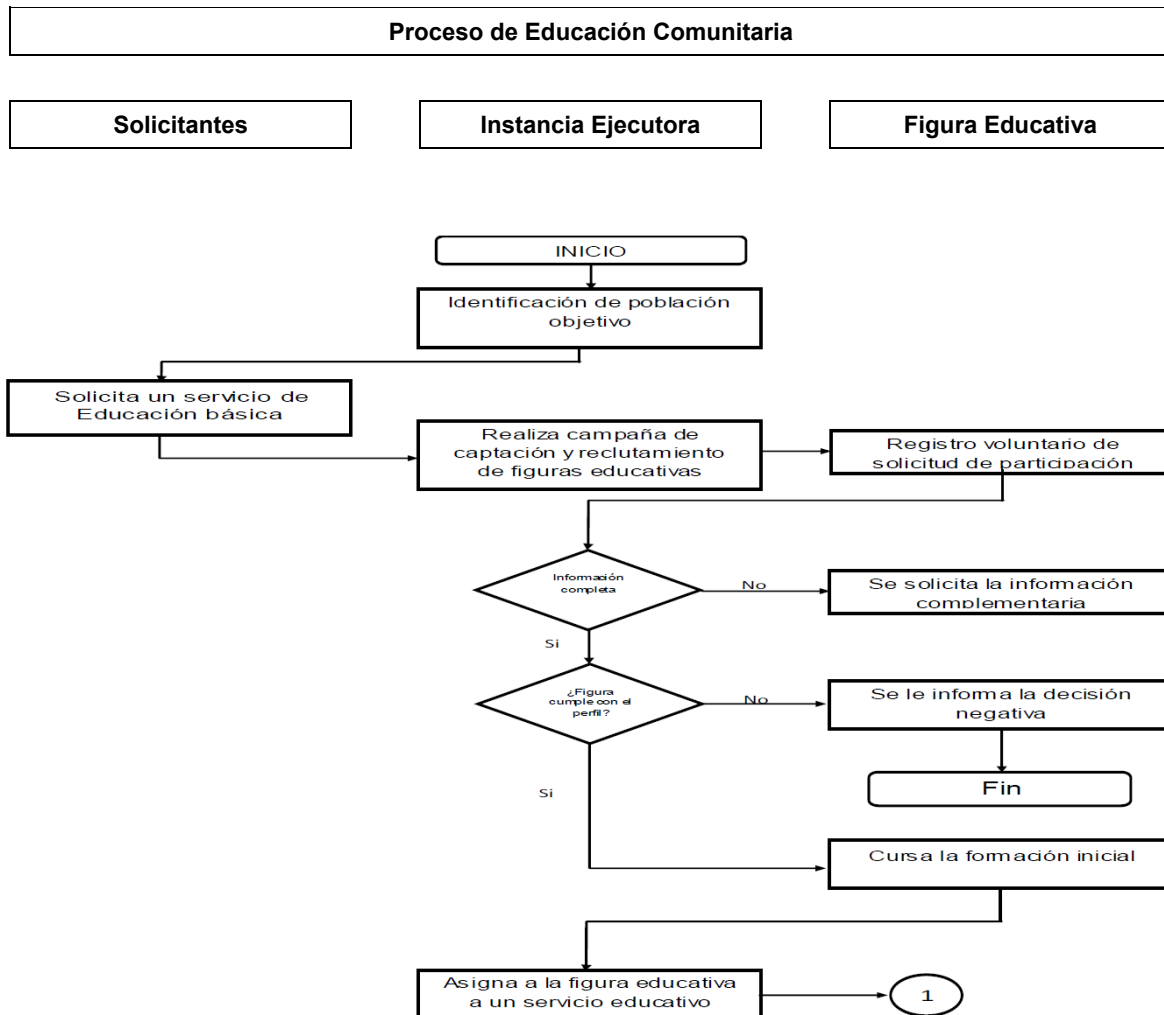 Proceso de Educación Comunitaria
Solicitantes
Instancia Ejecutora
Figura Educativa
INICIO
Identificación de población
objetivo
Solicita un servicio de
Educación básica
Realiza campaña de
captación y reclutamiento
de figuras educativas
Registro voluntario de
solicitud de participación
Información
completa
No
Se solicita la información
complementaria
Si
¿Figura
cumple con el
perfil?
No
Se le informa la decisión
negativa
Fin
Si
Cursa la formación inicial
Asigna a la figura educativa
a un servicio educativo
1